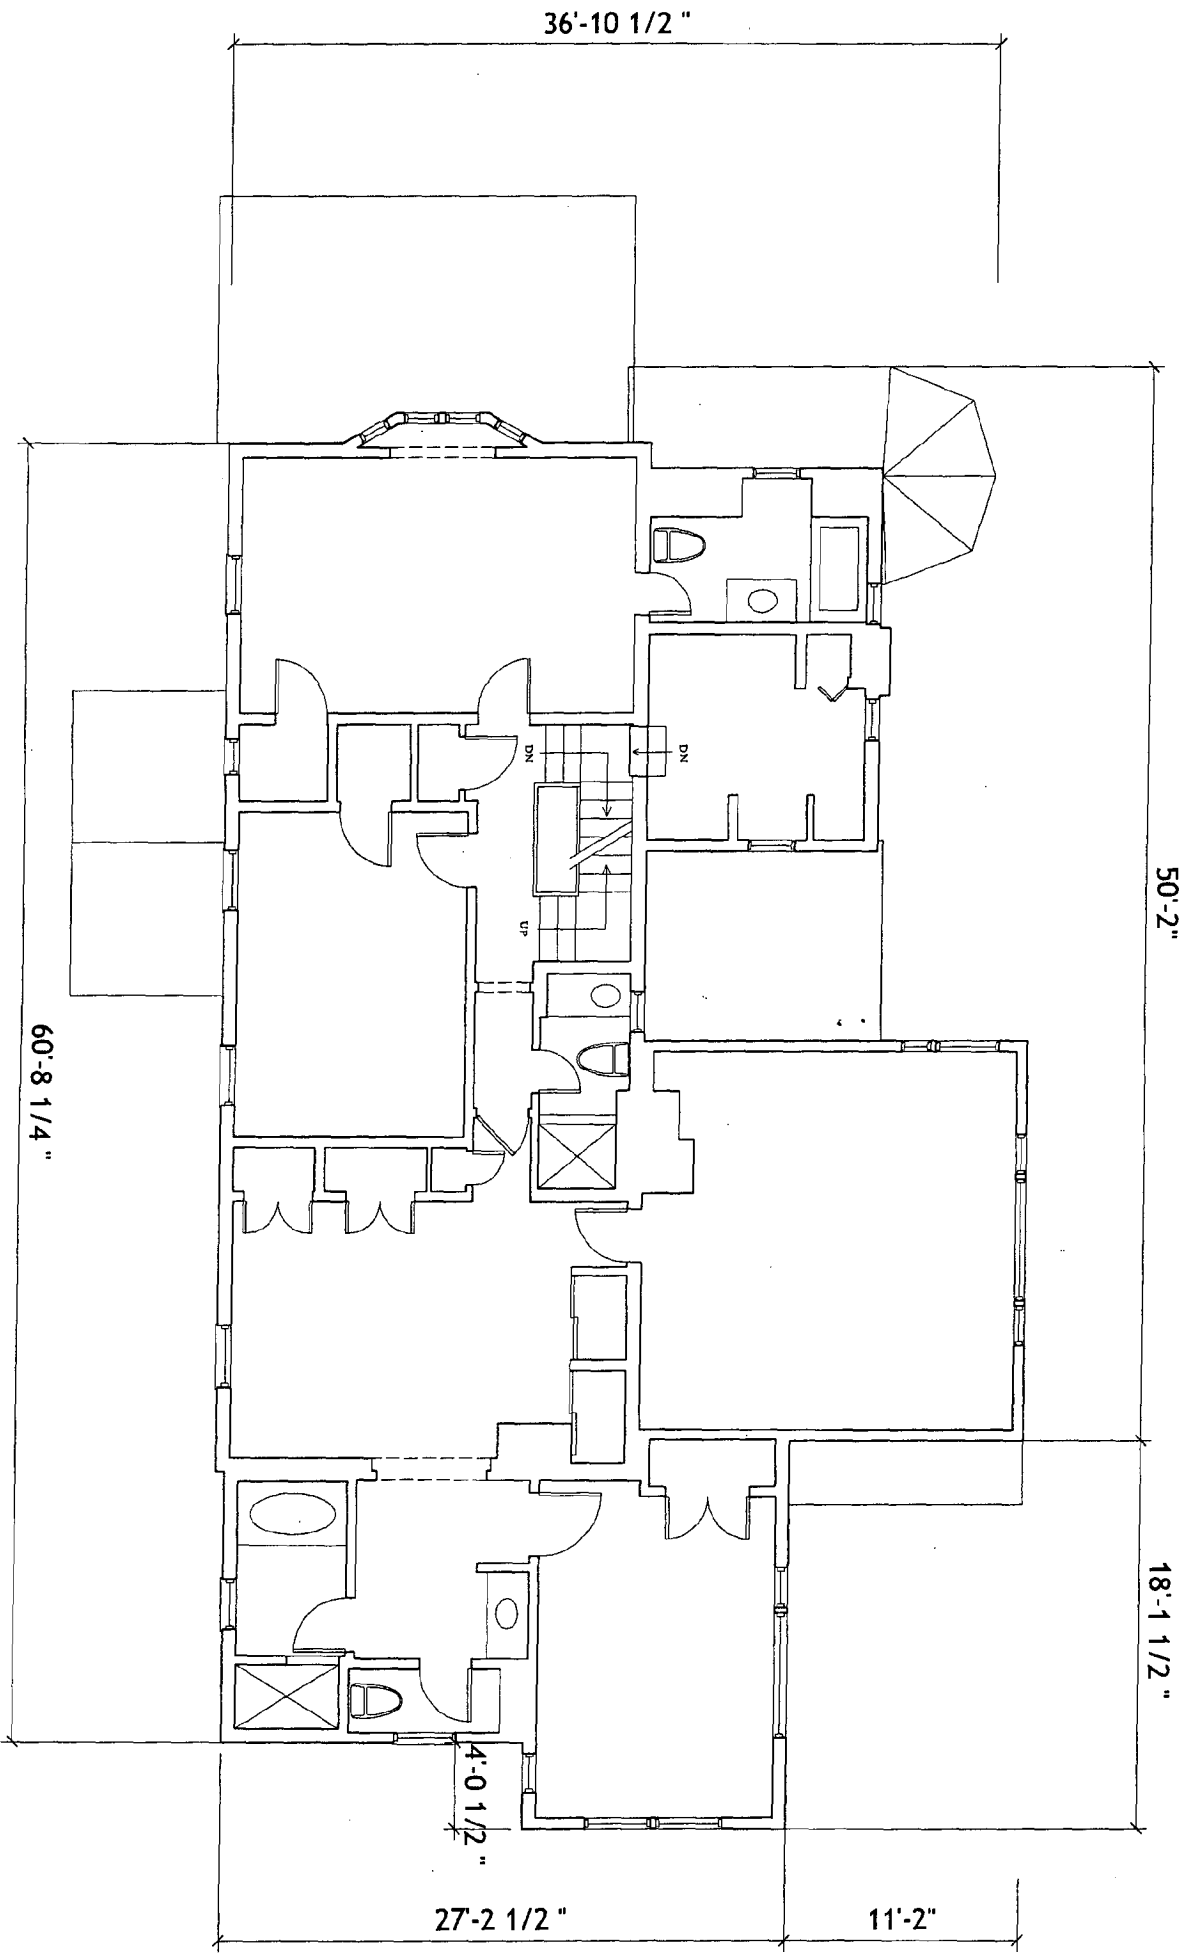 36'-10 1/2 "
50'-2"
DN
DN
UP
60'-8 1/4 "
18'-1 1/2 "
4'-0 1/2 "
27'-2 1/2 "
11'-2"